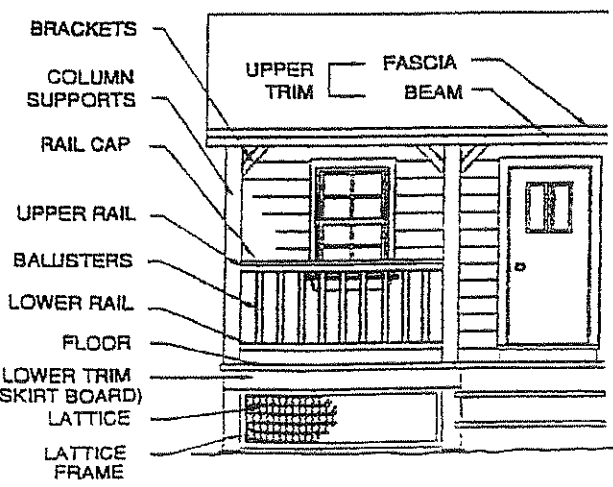 BRACKETS
COLUMN
SUPPORTS
RAIL CAP
UPPER RAIL
BALUSTERS
LOWER RAIL
FLOOR
LOWER TRIM
(SKIRT BOARD)
LATTICE
LATTICE
FRAME
UPPER
TRIM
FASCIA
BEAM